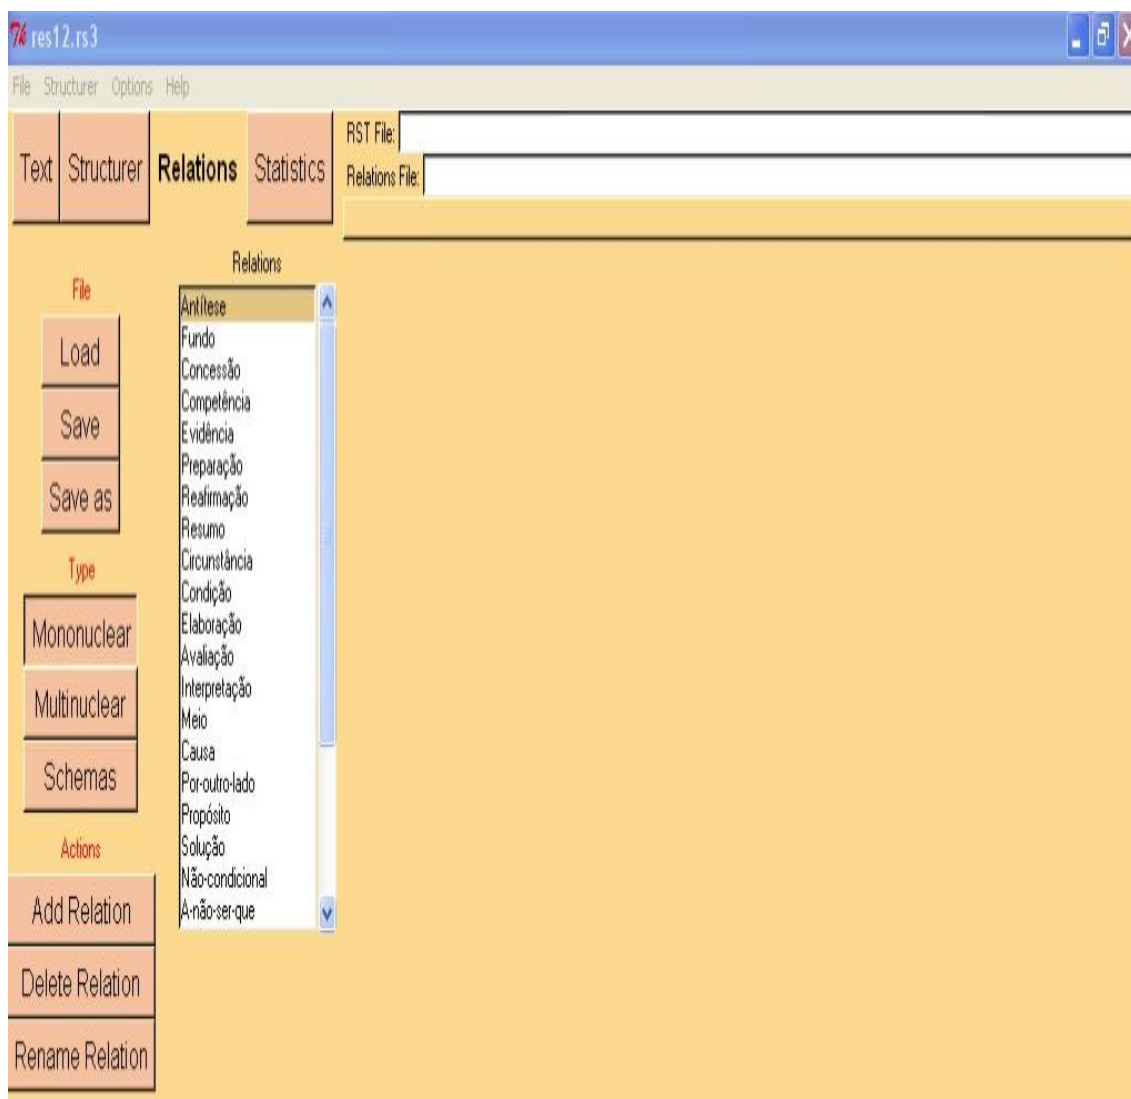 res12.rs3
File Structurer Options Help
Text Structurer Relations Statistics
RST File:
Relations File:
Relations
File
Load
Save
Save as
Type
Mononuclear
Multinuclear
Schemas
Actions
Add Relation
Delete Relation
Rename Relation
Antítese
Fundo
Concessão
Competência
Evidência
Preparação
Reafirmação
Resumo
Circunstância
Condição
Elaboração
Avaliação
Interpretação
Meio
Causa
Por-outro-lado
Propósito
Solução
Não-condicional
A-não-ser-que